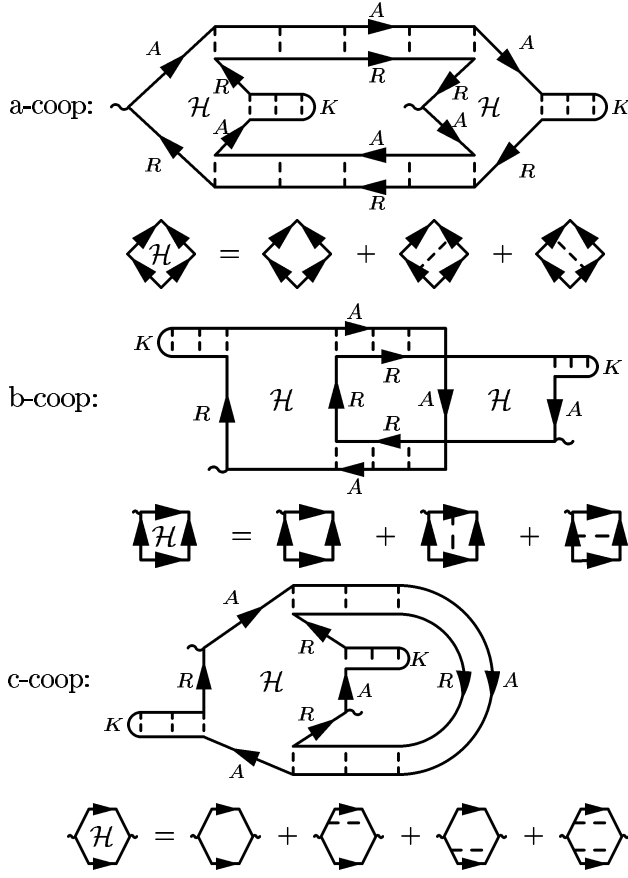 A
A A
R
R R
a-coop: ℋ K ℋ K
A A
R A R
R
ℋ = + +
A
K
R K
b-coop: R ℋ R A ℋ A
R
A
ℋ = + +
A
R K
c-coop: R ℋ A R A
R
K
A
ℋ = + + +